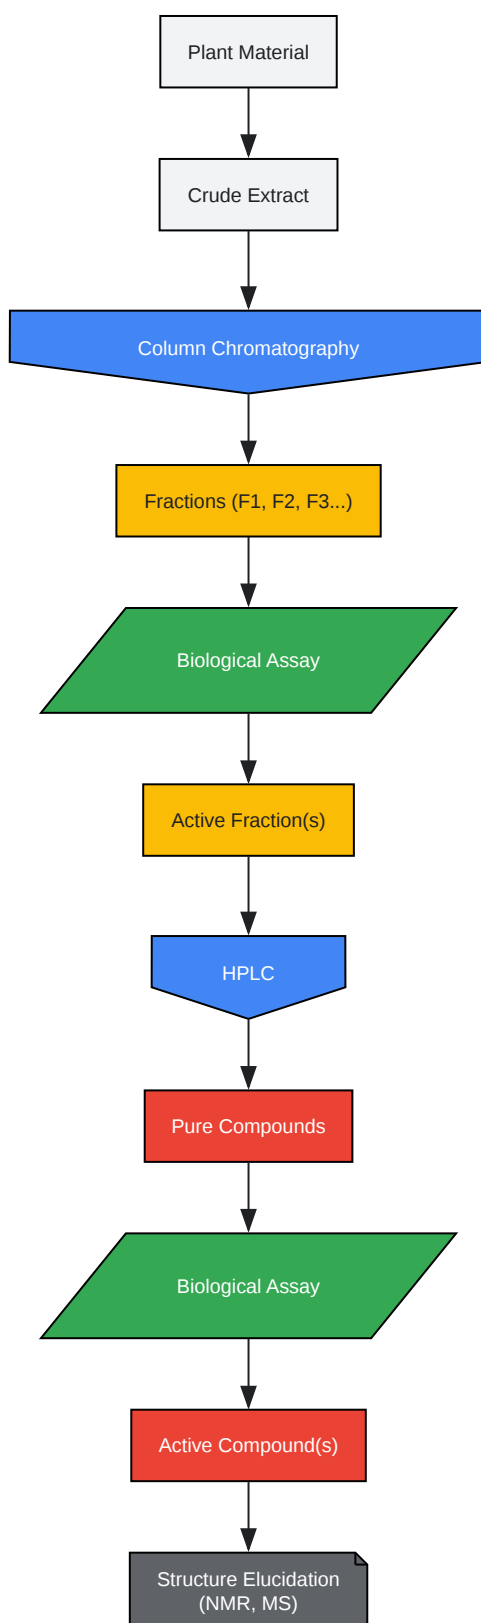 Plant Material
Crude Extract
Column Chromatography
Fractions (F1, F2, F3...)
Biological Assay
Active Fraction(s)
HPLC
Pure Compounds
Biological Assay
Active Compound(s)
Structure Elucidation
(NMR, MS)